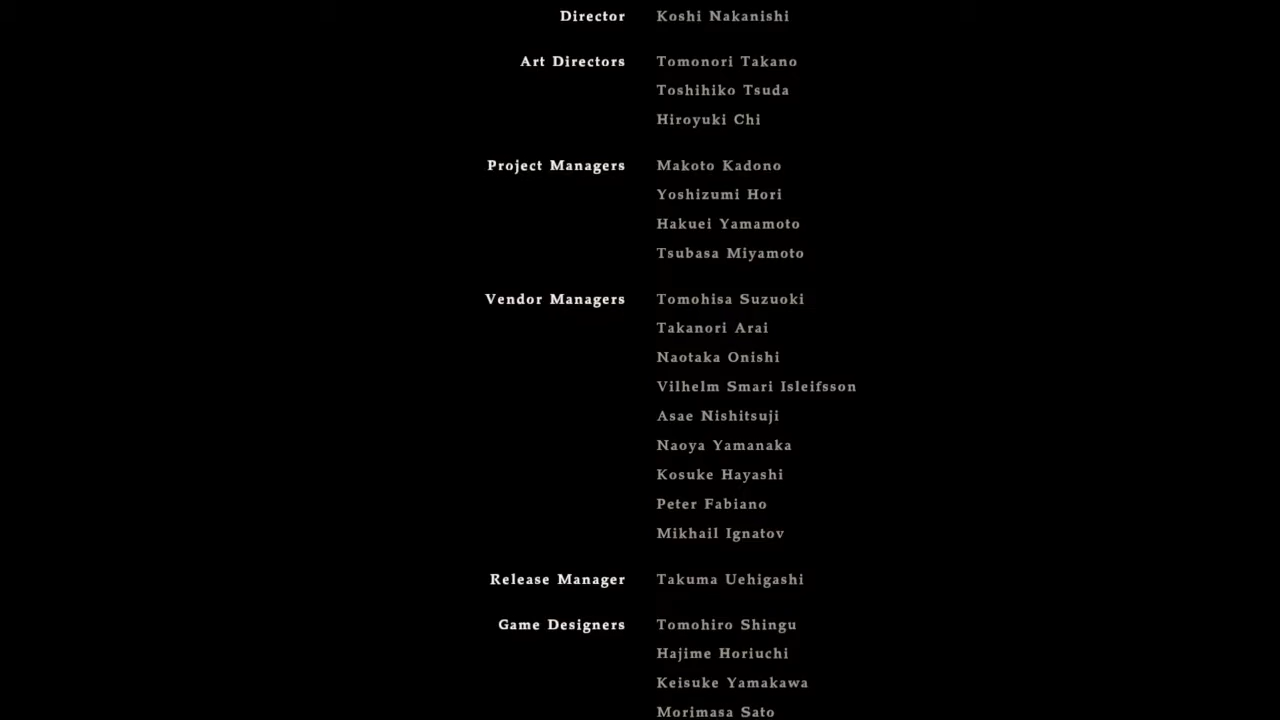 Director Koshi Nakanishi
Art Directors Tomonori Takano
Toshihiko Tsuda
Hiroyuki Chi
Project Managers Makoto Kadono
Yoshizumi Hori
Hakuei Yamamoto
Tsubasa Miyamoto
Vendor Managers Tomohisa Suzuoki
Takanori Arai
Naotaka Onishi
Vilhelm Smari Isleifsson
Asae Nishitsuji
Naoya Yamanaka
Kosuke Hayashi
Peter Fabiano
Mikhail Ignatov
Release Manager Takuma Uehigashi
Game Designers Tomohiro Shingu
Hajime Horiuchi
Keisuke Yamakawa
Morimasa Sato